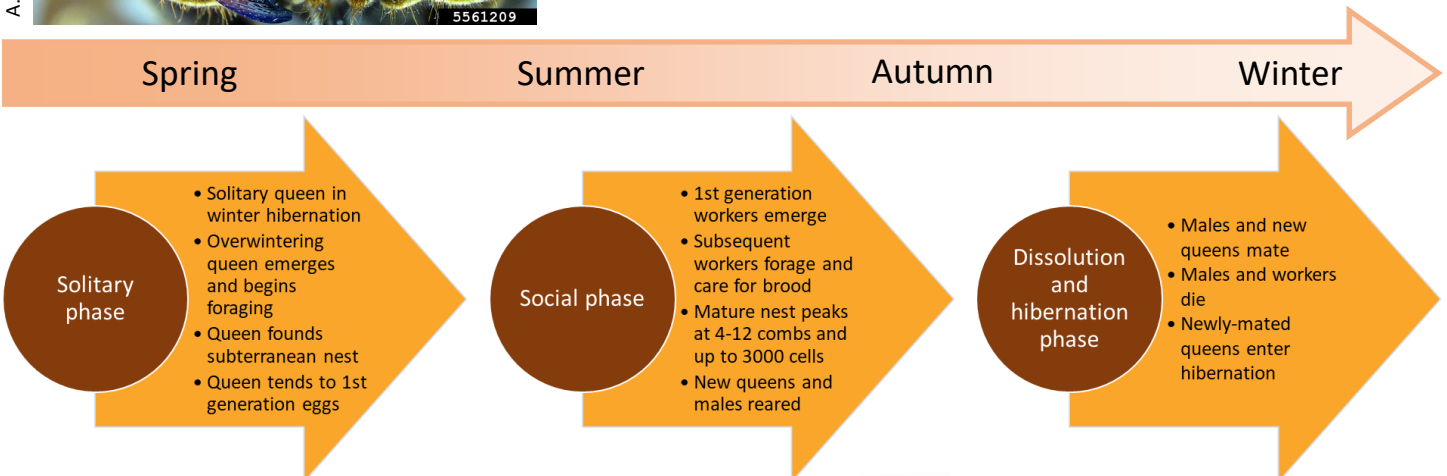 A.
5561209
Spring
Summer
Autumn
Winter
Solitary
phase
• Solitary queen in
winter hibernation
• Overwintering
queen emerges
and begins
foraging
• Queen founds
subterranean nest
• Queen tends to 1st
generation eggs
Social phase
• 1st generation
workers emerge
• Subsequent
workers forage and
care for brood
• Mature nest peaks
at 4-12 combs and
up to 3000 cells
• New queens and
males reared
Dissolution
and
hibernation
phase
• Males and new
queens mate
• Males and workers
die
• Newly-mated
queens enter
hibernation